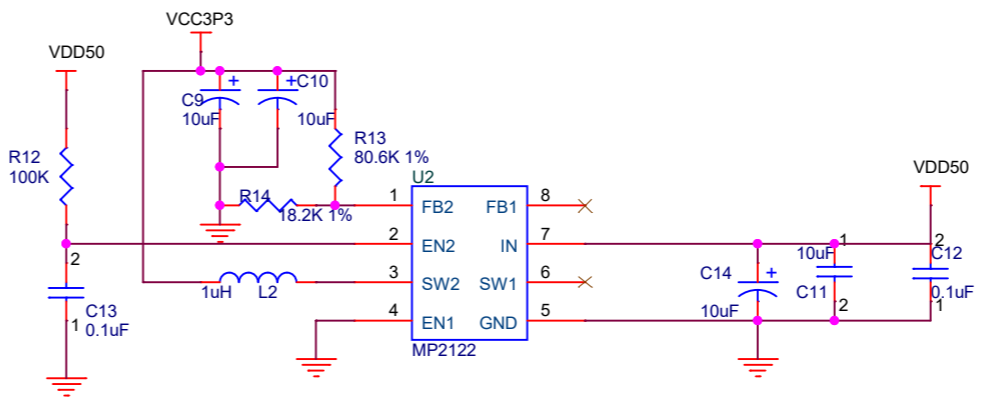 VCC3P3
VDD50
C10
C9
10uF
10uF
R13
80.6K 1%
R12
100K
U2
VDD50
R14
18.2K 1%
1
FB2
FB1
8
2
EN2
IN
7
3
SW2
SW1
6
4
EN1
GND
5
MP2122
1uH
L2
2
C13
1
0.1uF
10uF
1
2
C12
C14
C11
0.1uF
10uF
2
1